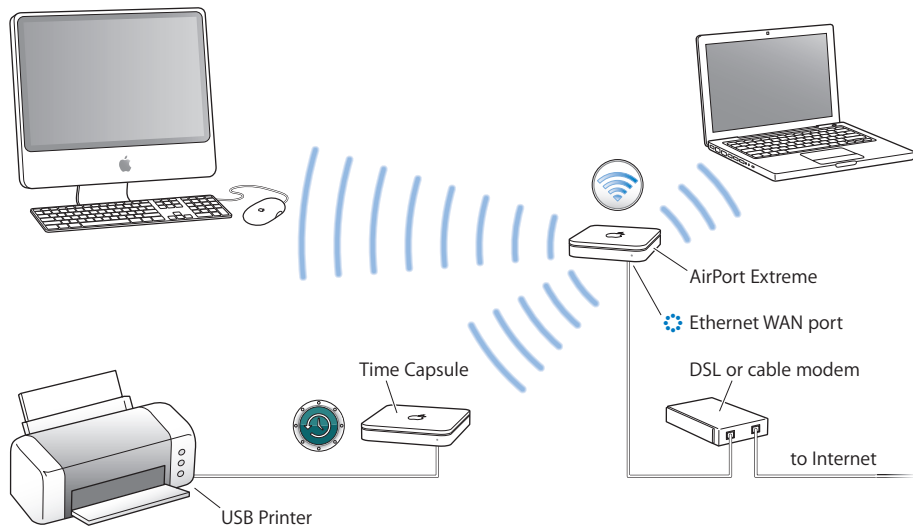 AirPort Extreme
Ethernet WAN port
Time Capsule
DSL or cable modem
to Internet
USB Printer